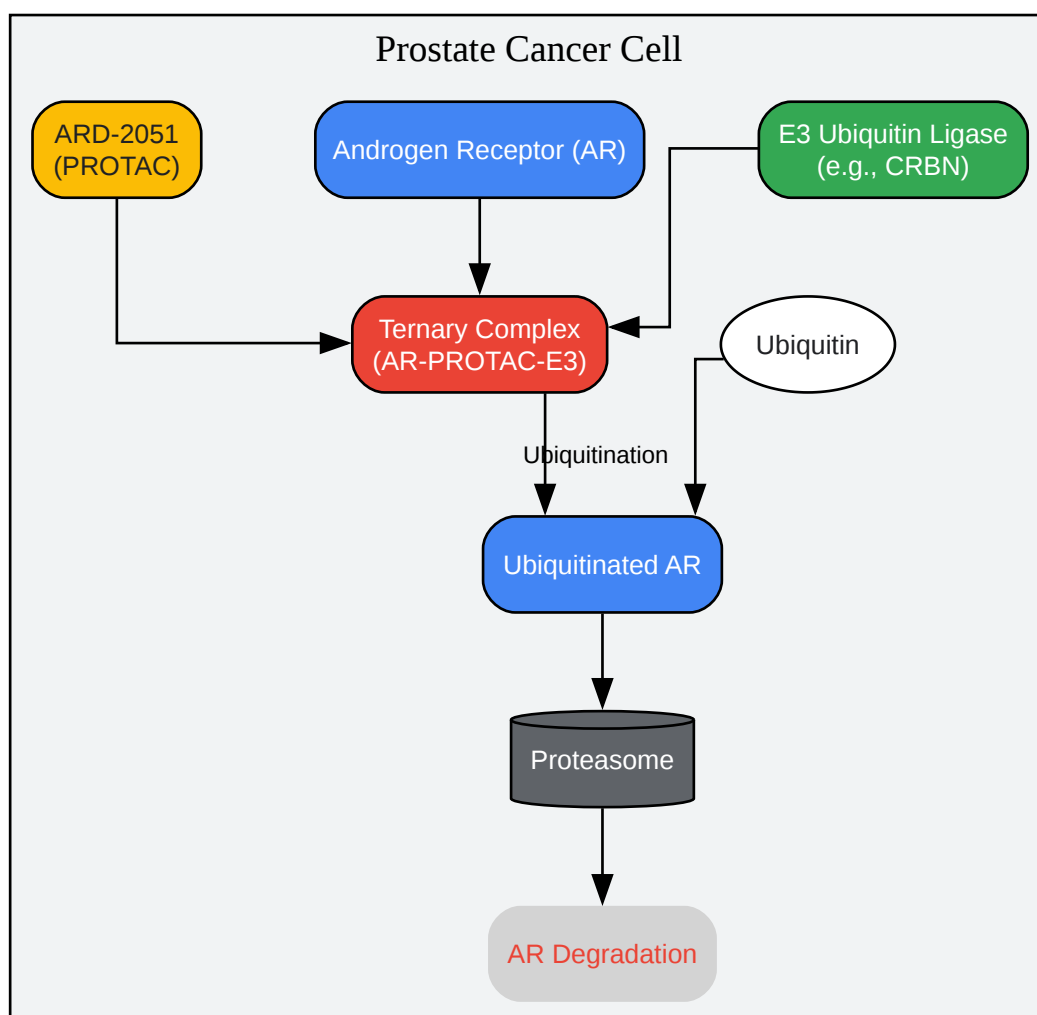 Prostate Cancer Cell
ARD-2051
(PROTAC)
Androgen Receptor (AR)
E3 Ubiquitin Ligase
(e.g., CRBN)
Ternary Complex
(AR-PROTAC-E3)
Ubiquitin
Ubiquitination
Ubiquitinated AR
Proteasome
AR Degradation